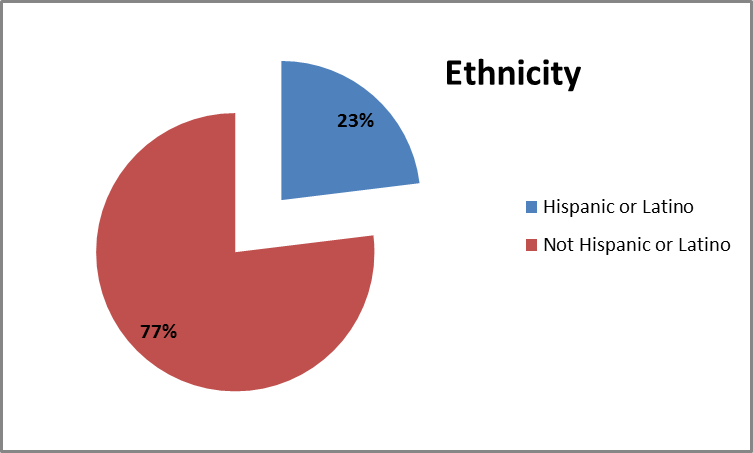 Ethnicity
23%
Hispanic or Latino
Not Hispanic or Latino
77%